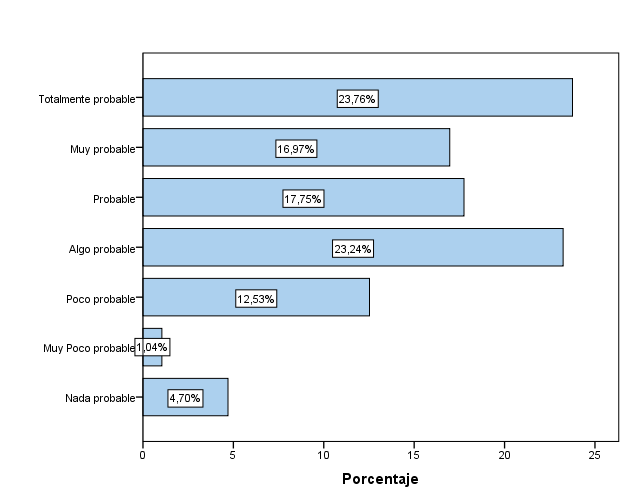 Totalmente probable
23,76%
Muy probable
16,97%
Probable
17,75%
Algo probable
23,24%
Poco probable
12,53%
Muy Poco probable
1,04%
Nada probable
4,70%
0 5 10 15 20 25
Porcentaje